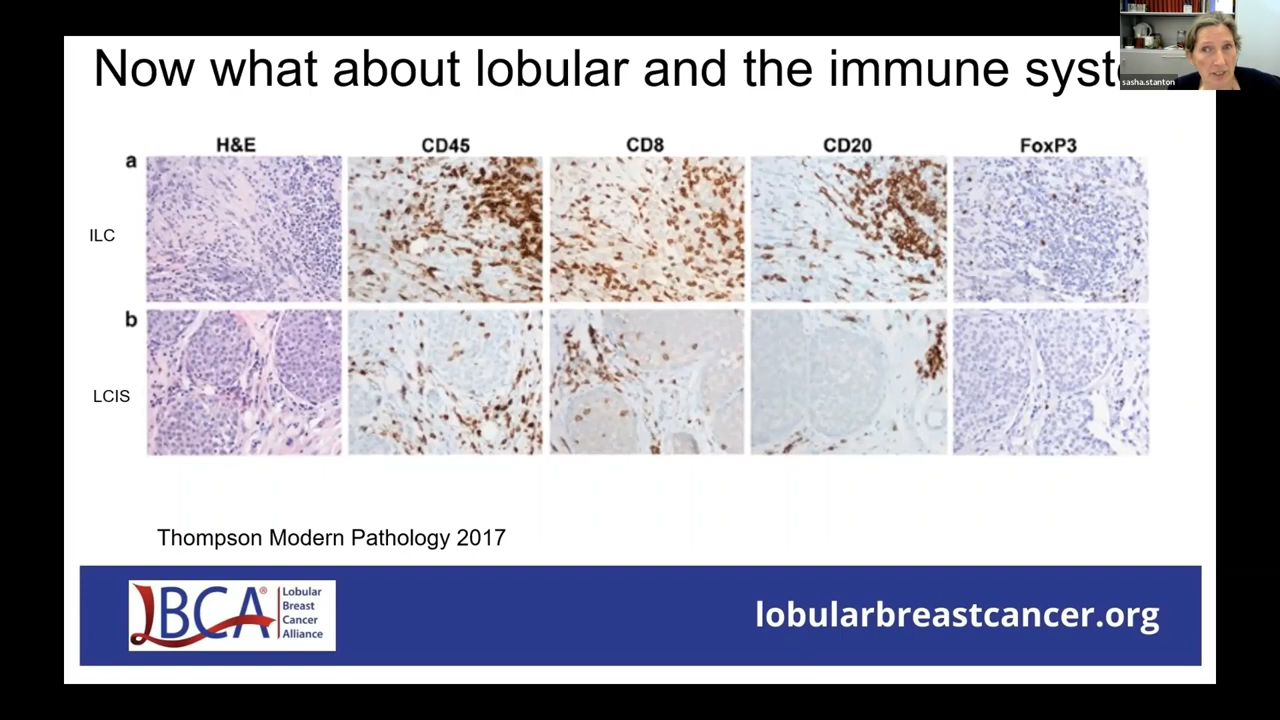 Now what about lobular and the immune syst
sasha.stanton
H&E CD45 CD8 CD20 FoxP3
a
ILC
b
LCIS
Thompson Modern Pathology 2017
LBCA®
Lobular
Breast
Cancer
Alliance
lobularbreastcancer.org